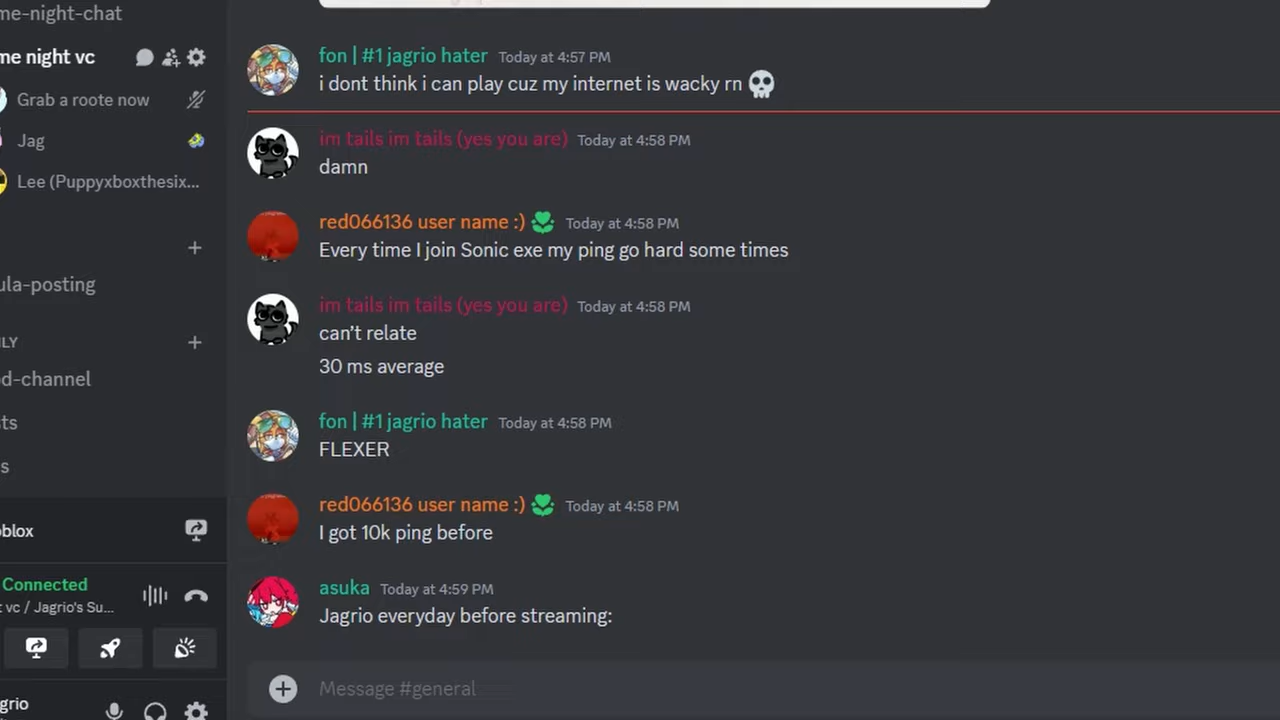 me-night-chat
me night vc
Grab a roote now
Jag
Lee (Puppyxboxthesix...
ula-posting
NLY
d-channel
sts
s
oblox
Connected
t vc / Jagrio's Su...
grio
fon | #1 jagrio hater Today at 4:57 PM
i dont think i can play cuz my internet is wacky rn 💀
im tails im tails (yes you are) Today at 4:58 PM
damn
red066136 user name :) Today at 4:58 PM
Every time I join Sonic exe my ping go hard some times
im tails im tails (yes you are) Today at 4:58 PM
can't relate
30 ms average
fon | #1 jagrio hater Today at 4:58 PM
FLEXER
red066136 user name :) Today at 4:58 PM
I got 10k ping before
asuka Today at 4:59 PM
Jagrio everyday before streaming:
Message #general